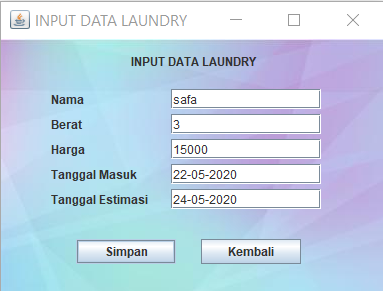 INPUT DATA LAUNDRY
INPUT DATA LAUNDRY
Nama safa
Berat 3
Harga 15000
Tanggal Masuk 22-05-2020
Tanggal Estimasi 24-05-2020
Simpan Kembali